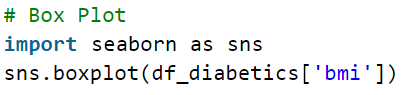 # Box Plot
import seaborn as sns
sns.boxplot(df_diabetics['bmi'])